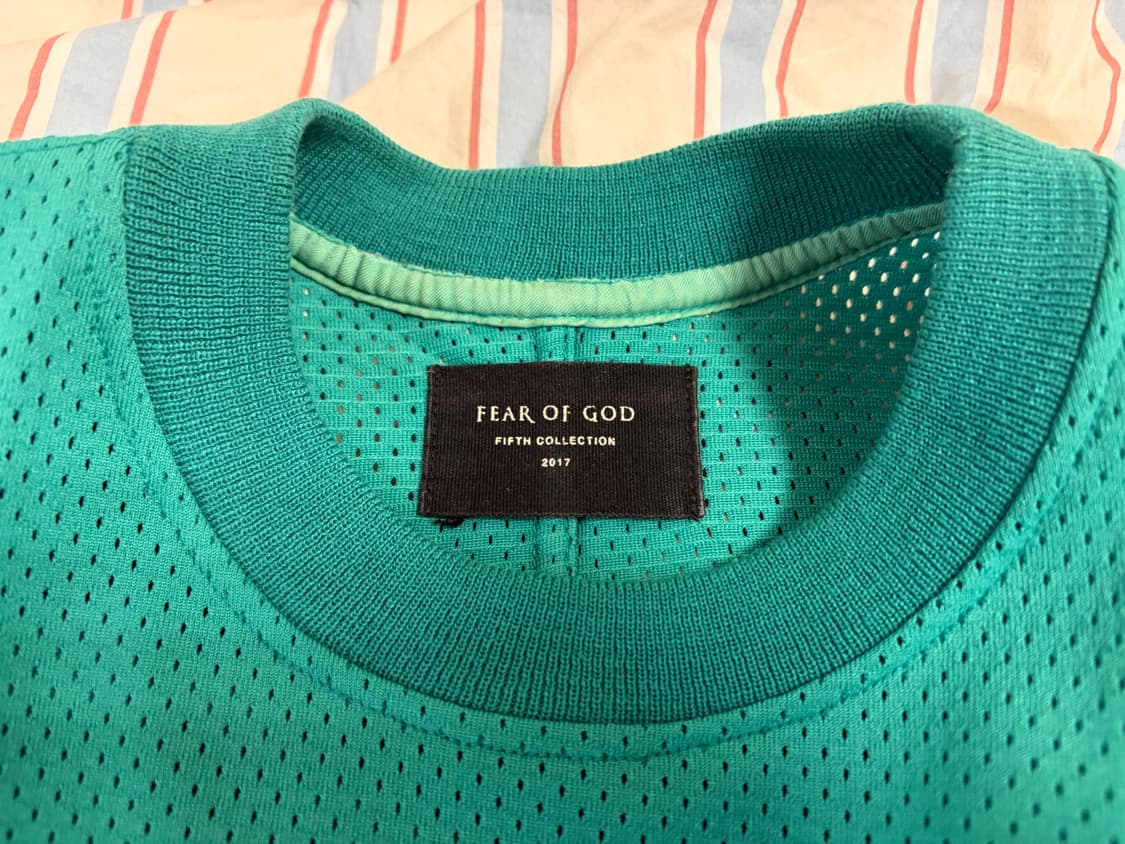 FEAR OF GOD
FIFTH COLLECTION
2017